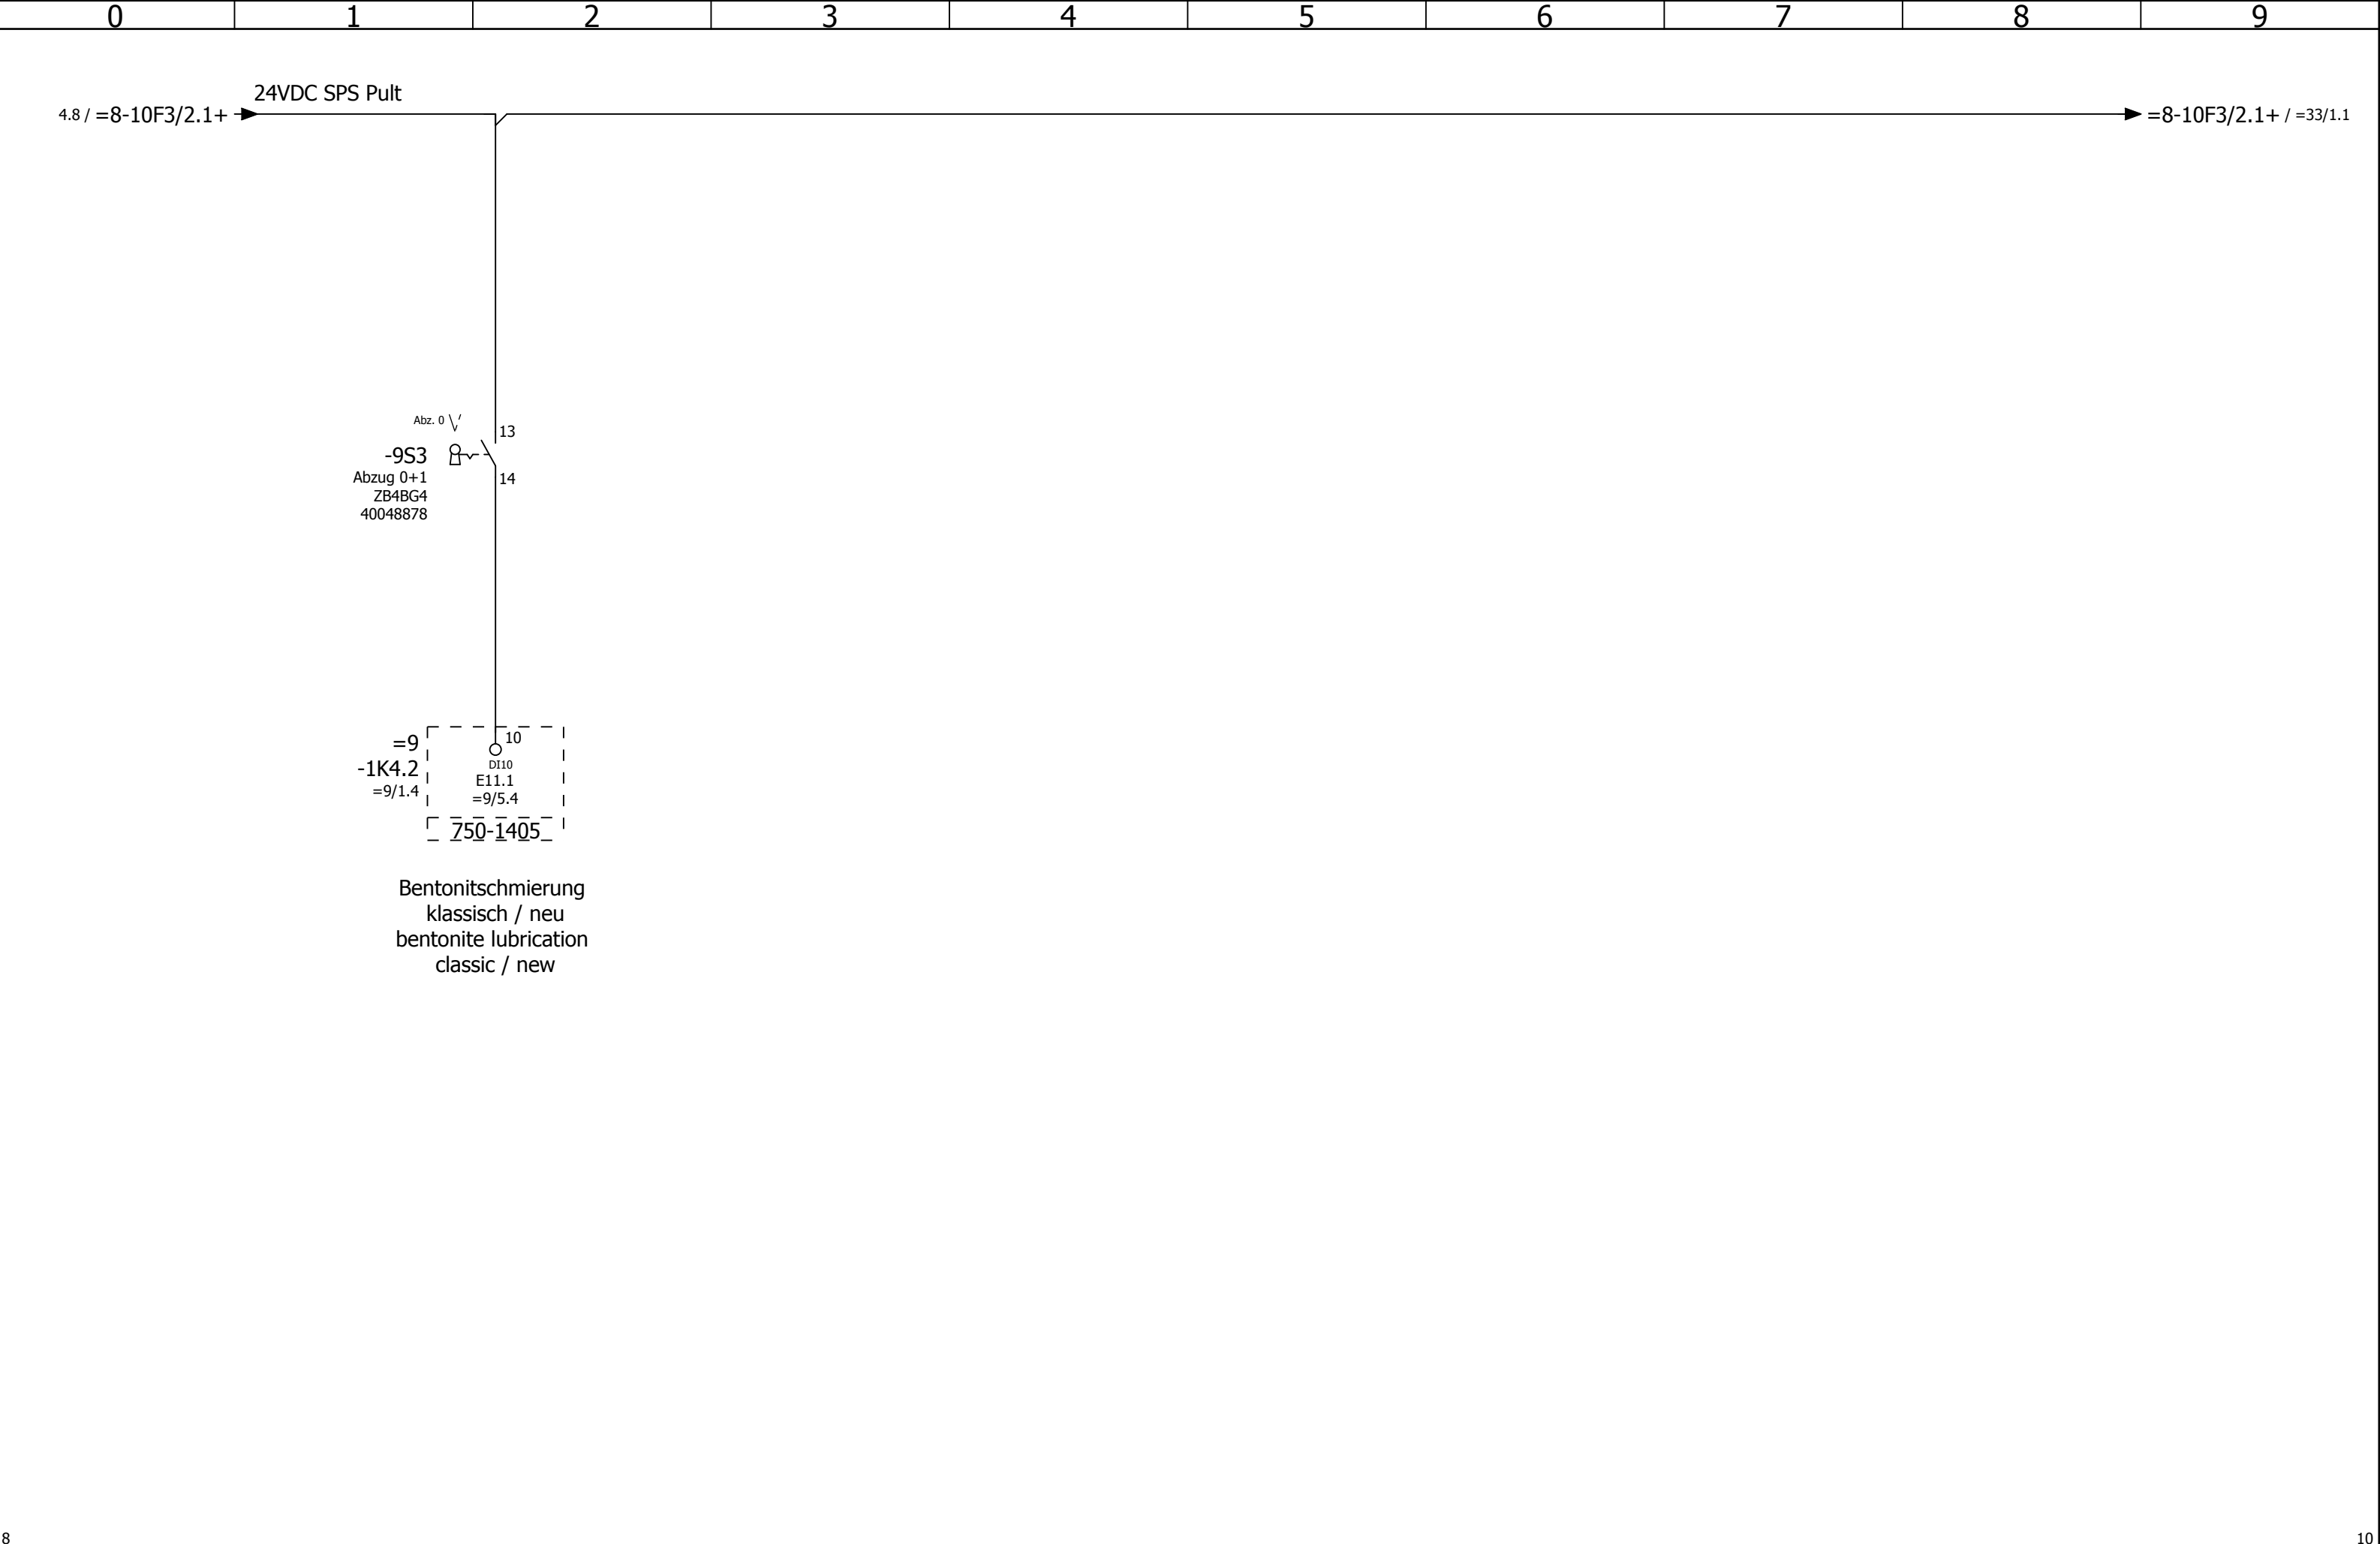 0 1 2 3 4 5 6 7 8 9
24VDC SPS Pult
4.8 / =8-10F3/2.1+
=8-10F3/2.1+ / =33/1.1
Abz. 0
13
-9S3
Abzug 0+1
ZB4BG4
40048878
14
=9
-1K4.2
=9/1.4
10
DI10
E11.1
=9/5.4
750-1405
Bentonitschmierung
klassisch / neu
bentonite lubrication
classic / new
8
10